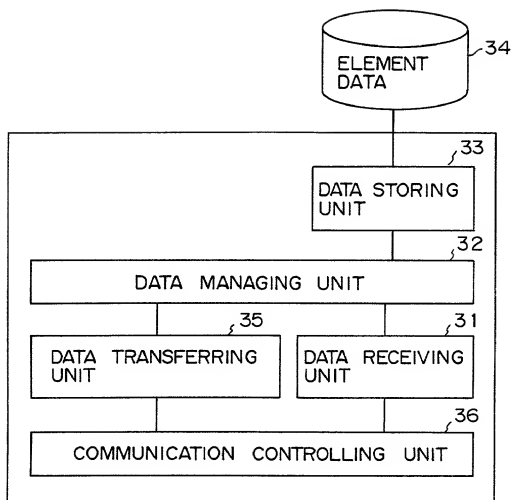 ELEMENT
DATA
34
33
DATA STORING
UNIT
32
DATA MANAGING UNIT
35
DATA TRANSFERRING
UNIT
31
DATA RECEIVING
UNIT
36
COMMUNICATION CONTROLLING UNIT